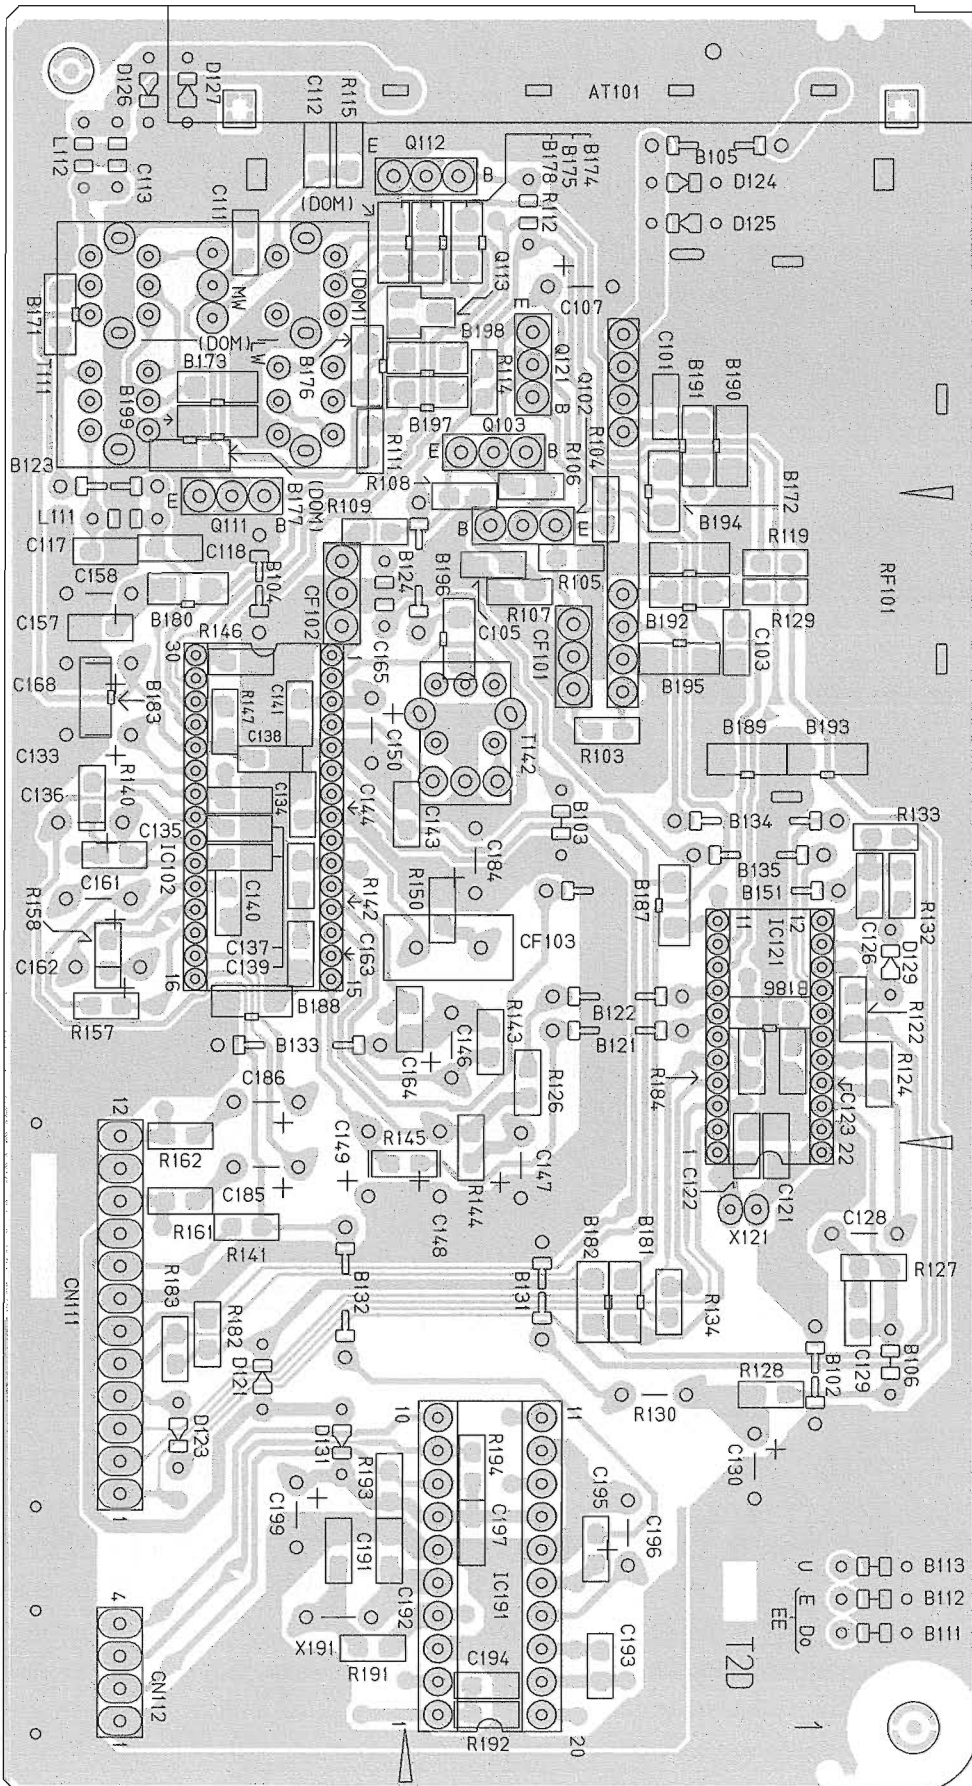 D126
D127
C112
R115
AT101
L112
C113
E
Q112
B
B178
B175
B174
R112
B105
D124
D125
(DOM)
C111
MW
(DOM)
Q113
C107
B171
T111
(DOM)
B173
B176
B199
B198
R114
E
Q121
B
Q102
C101
B191
B190
B197
R111
E
Q103
B
R104
B123
E
Q111
B
B177
(DOM)
R108
R106
B172
L111
R109
B
E
B194
R119
C117
C118
C158
B104
CF102
B124
B196
R105
RF101
C157
B180
R107
C105
CF101
B192
R129
C103
R146
30
1
C165
C168
B183
R147
C141
C138
C150
T142
B195
R103
B189
B193
C133
R140
C136
C134
C144
C143
B103
B134
R133
C135
IC102
C184
B135
B151
C161
R158
C140
R142
R150
B187
11
IC121
12
R132
C126
D129
C162
16
C137
C139
C163
15
CF103
B186
R157
B188
B133
C164
C146
R143
B122
B121
R122
R126
R184
R124
C186
C123
12
R162
C149
R145
C147
1
C122
C121
22
C185
R144
X121
C128
R161
R141
C148
CN111
B182
B181
R127
R183
R182
B132
B131
R134
D121
C129
B106
B102
R128
R130
10
11
D123
D131
R193
R194
C130
1
C199
C191
C197
C195
C196
IC191
U
B113
E
B112
EE
Do
B111
4
X191
C192
R191
C194
C193
T2D
CN112
1
1
R192
20
1